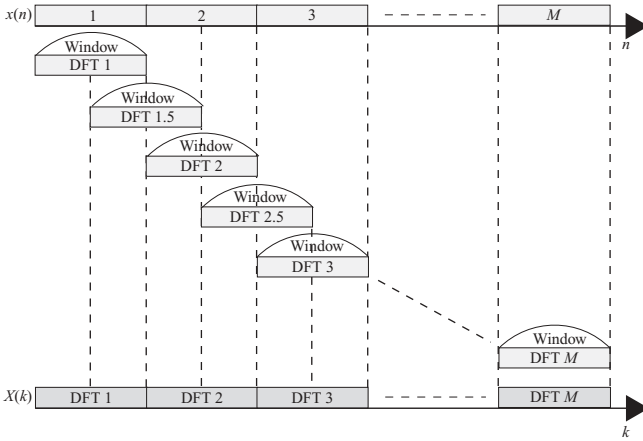 x(n) 1 2 3 M
n
Window
DFT 1
Window
DFT 1.5
Window
DFT 2
Window
DFT 2.5
Window
DFT 3
Window
DFT M
X(k) DFT 1 DFT 2 DFT 3 DFT M
k